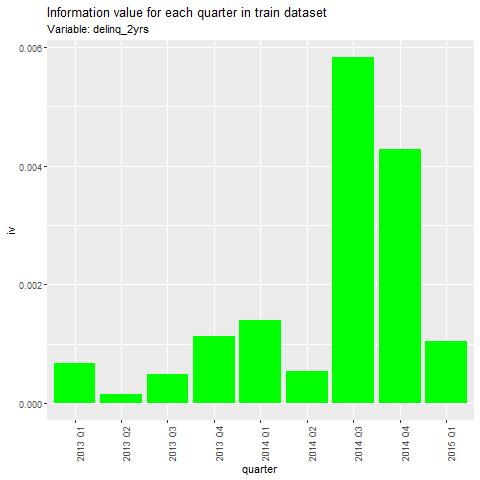 Information value for each quarter in train dataset
Variable: delinq_2yrs
iv
0.006
0.004
0.002
0.000
2013 Q1
2013 Q2
2013 Q3
2013 Q4
2014 Q1
2014 Q2
2014 Q3
2014 Q4
2015 Q1
quarter